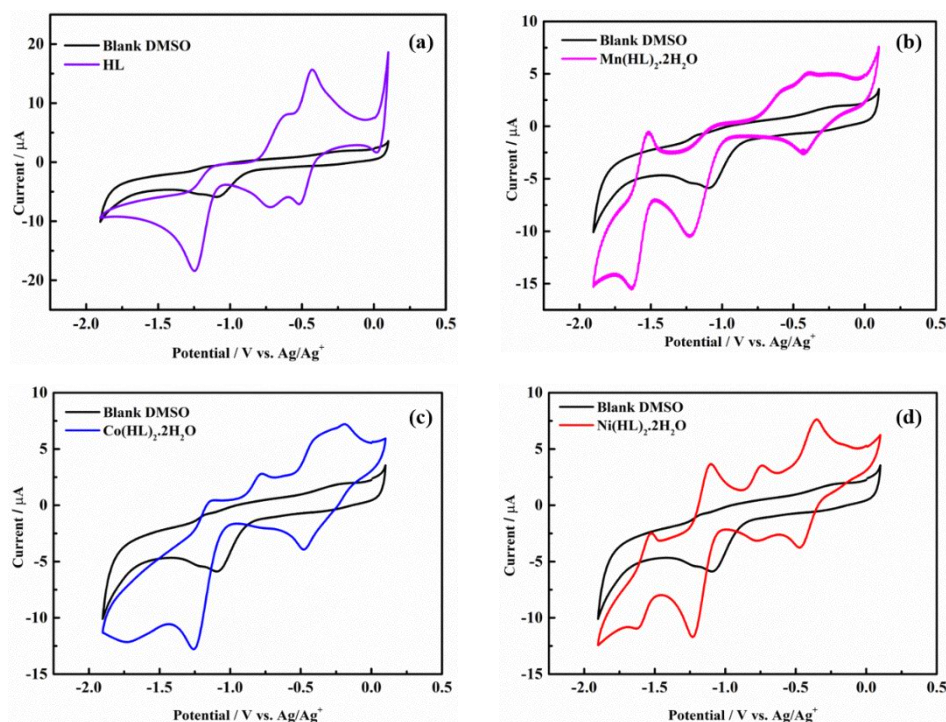 (a)
Blank DMSO
HL
Current / μA
20
10
0
-10
-20
-2.0 -1.5 -1.0 -0.5 0.0 0.5
Potential / V vs. Ag/Ag⁺
(b)
Blank DMSO
Mn(HL)₂.2H₂O
Current / μA
10
5
0
-5
-10
-15
-2.0 -1.5 -1.0 -0.5 0.0 0.5
Potential / V vs. Ag/Ag⁺
(c)
Blank DMSO
Co(HL)₂.2H₂O
Current / μA
10
5
0
-5
-10
-15
-2.0 -1.5 -1.0 -0.5 0.0 0.5
Potential / V vs. Ag/Ag⁺
(d)
Blank DMSO
Ni(HL)₂.2H₂O
Current / μA
10
5
0
-5
-10
-15
-2.0 -1.5 -1.0 -0.5 0.0 0.5
Potential / V vs. Ag/Ag⁺